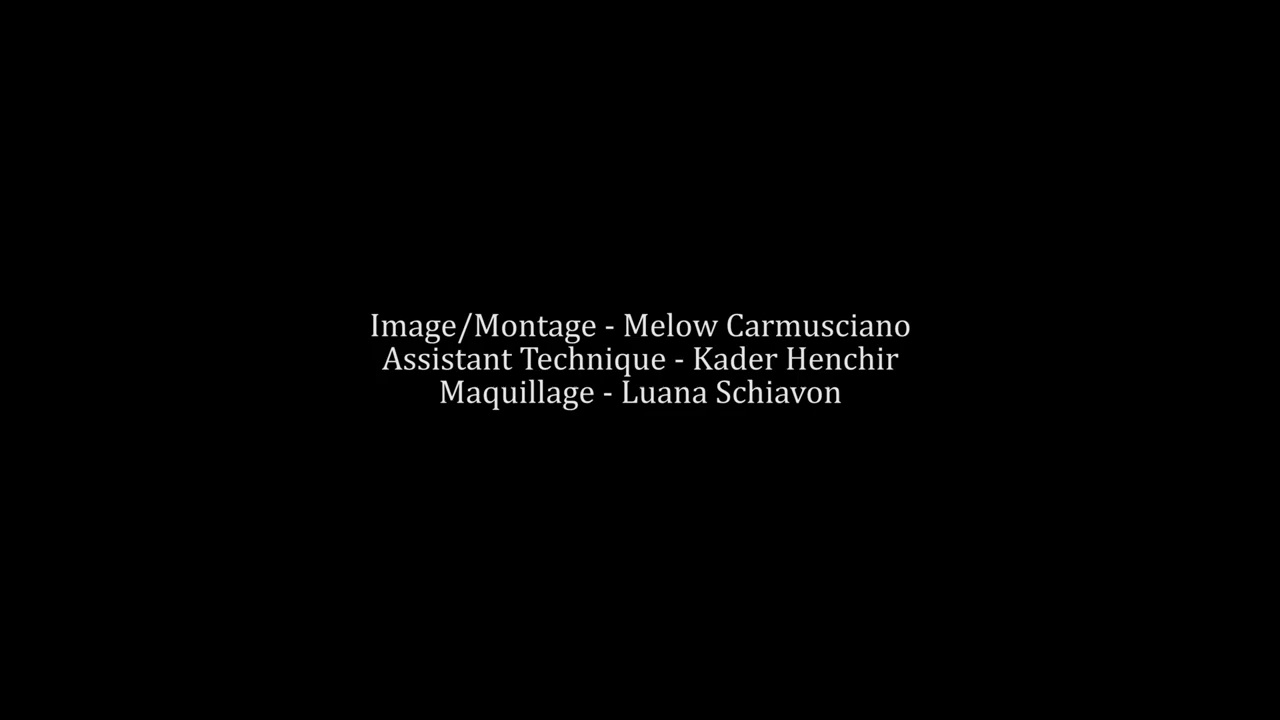 Image/Montage - Melow Carmusciano
Assistant Technique - Kader Henchir
Maquillage - Luana Schiavon